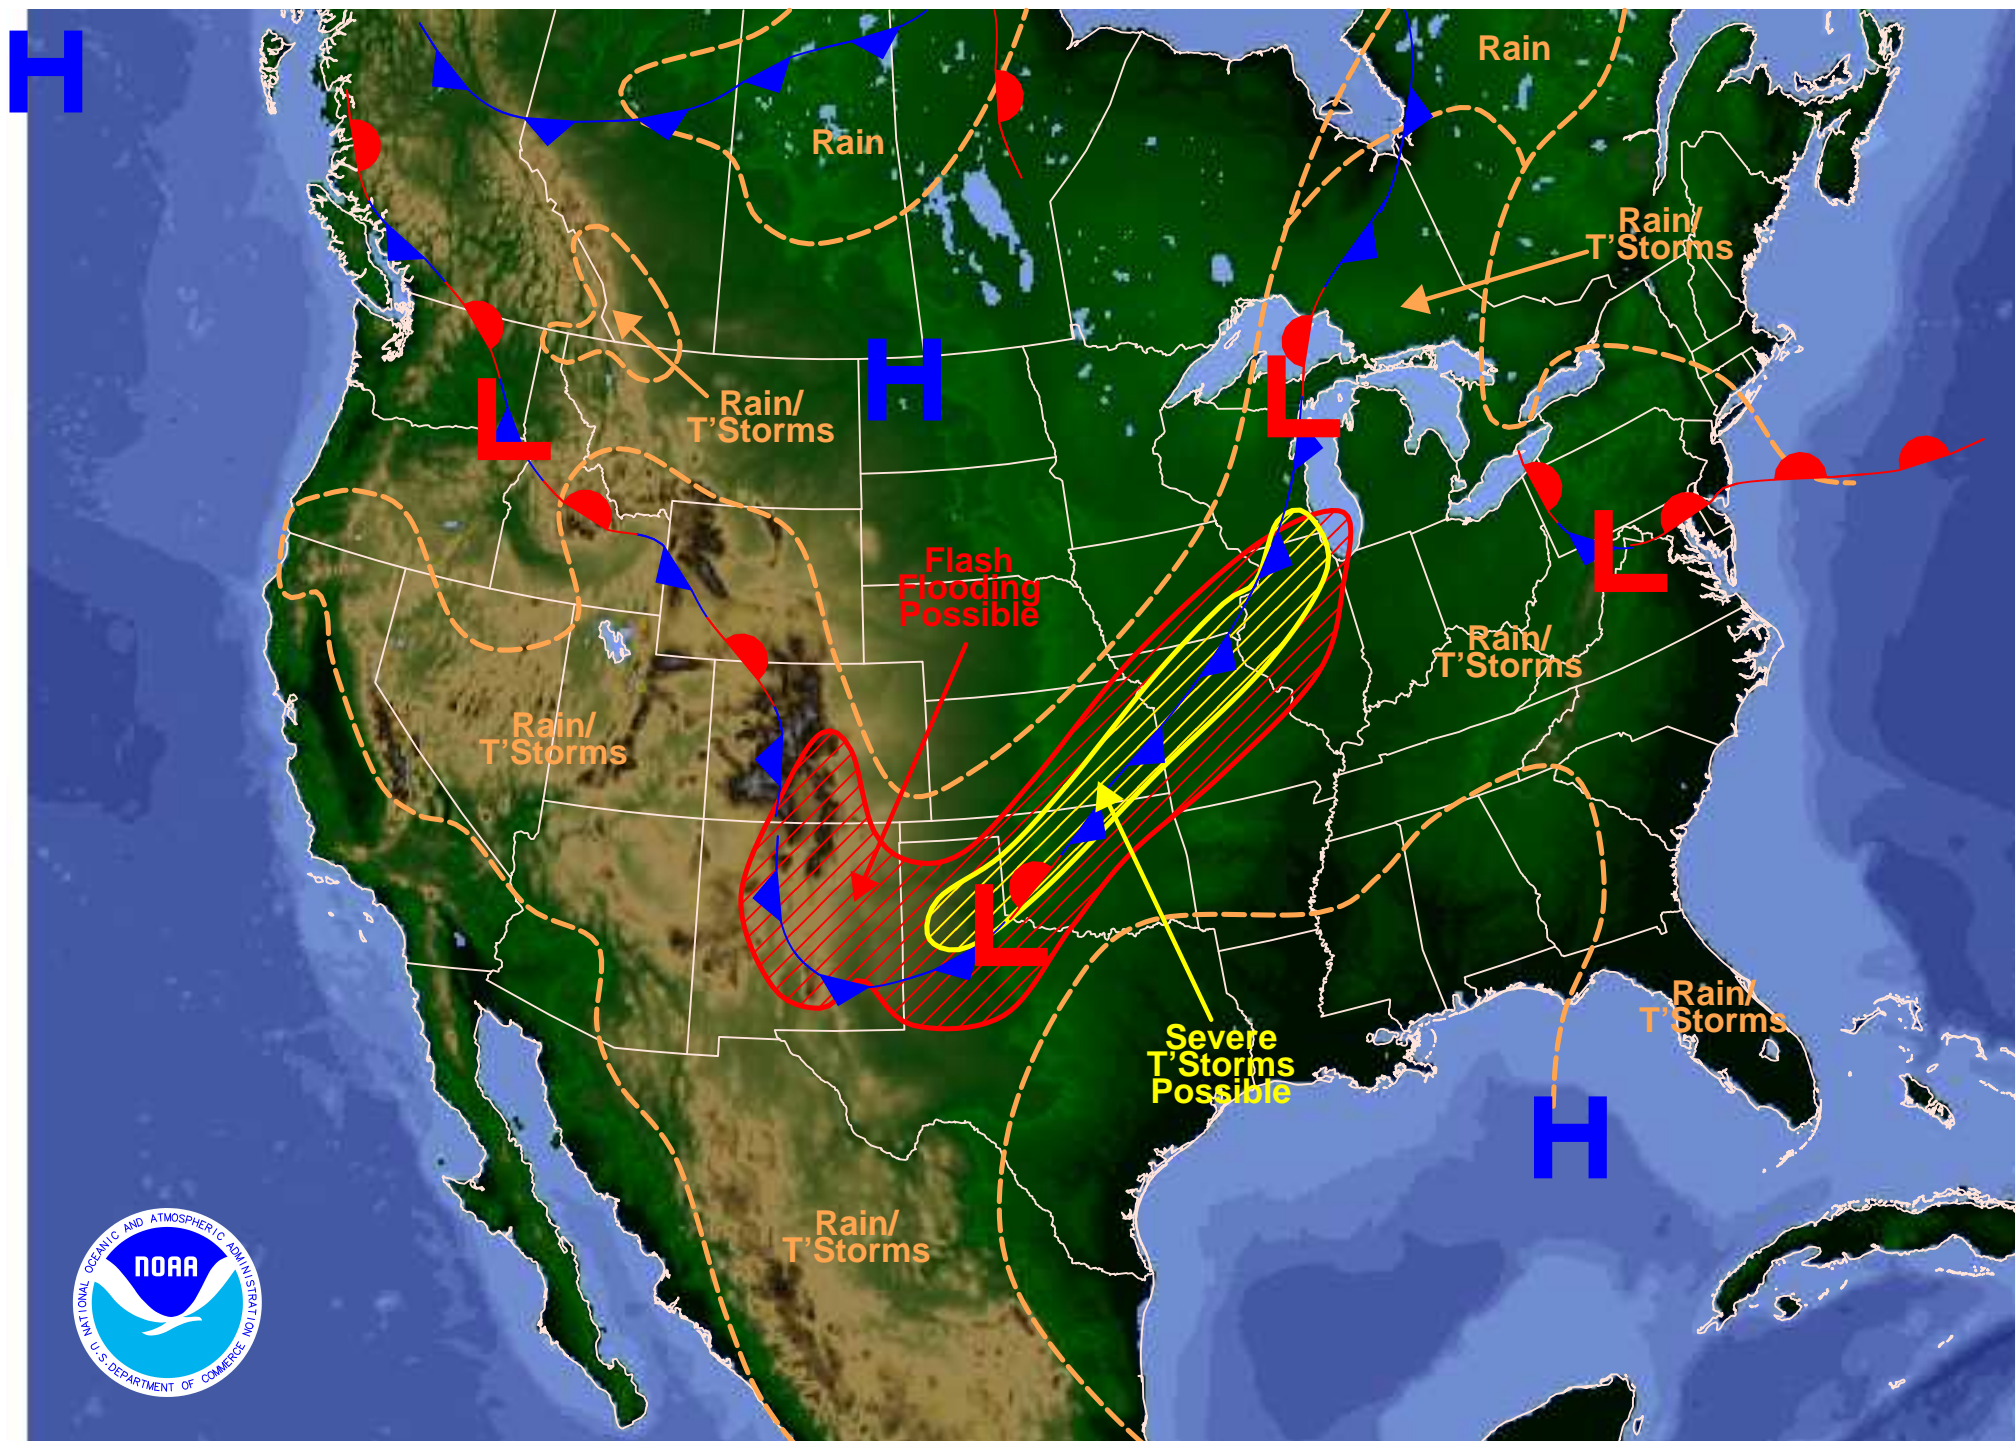 H
Rain
Rain
Rain/
T'Storms
H
Rain/
T'Storms
L
L
Flash
Flooding
Possible
L
Rain/
T'Storms
Rain/
T'Storms
L
Rain/
T'Storms
Severe
T'Storms
Possible
H
Rain/
T'Storms
NATIONAL OCEANIC AND ATMOSPHERIC ADMINISTRATION
NOAA
U.S. DEPARTMENT OF COMMERCE